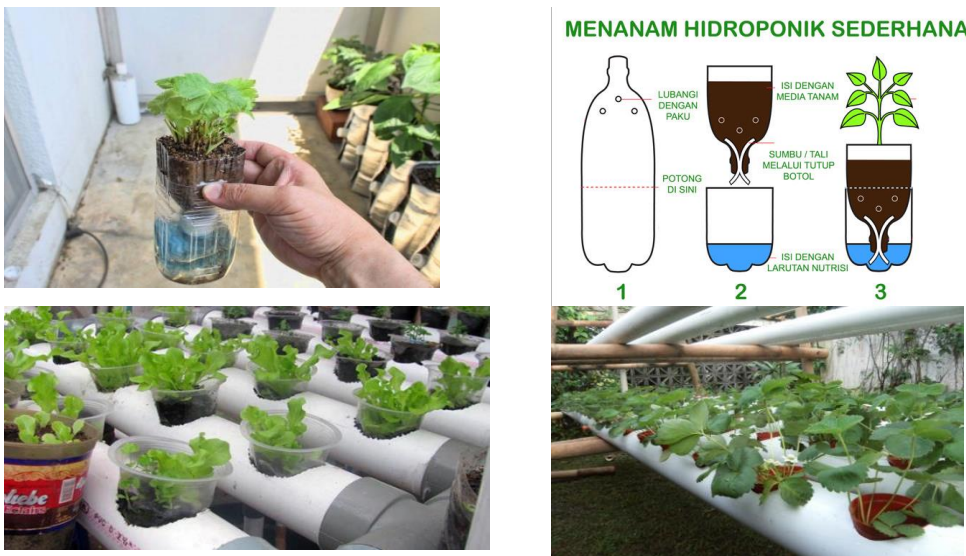 MENANAM HIDROPONIK SEDERHANA
LUBANGI
DENGAN
PAKU
POTONG
DI SINI
ISI DENGAN
MEDIA TANAM
SUMBU / TALI
MELALUI TUTUP
BOTOL
ISI DENGAN
LARUTAN NUTRISI
1
2
3